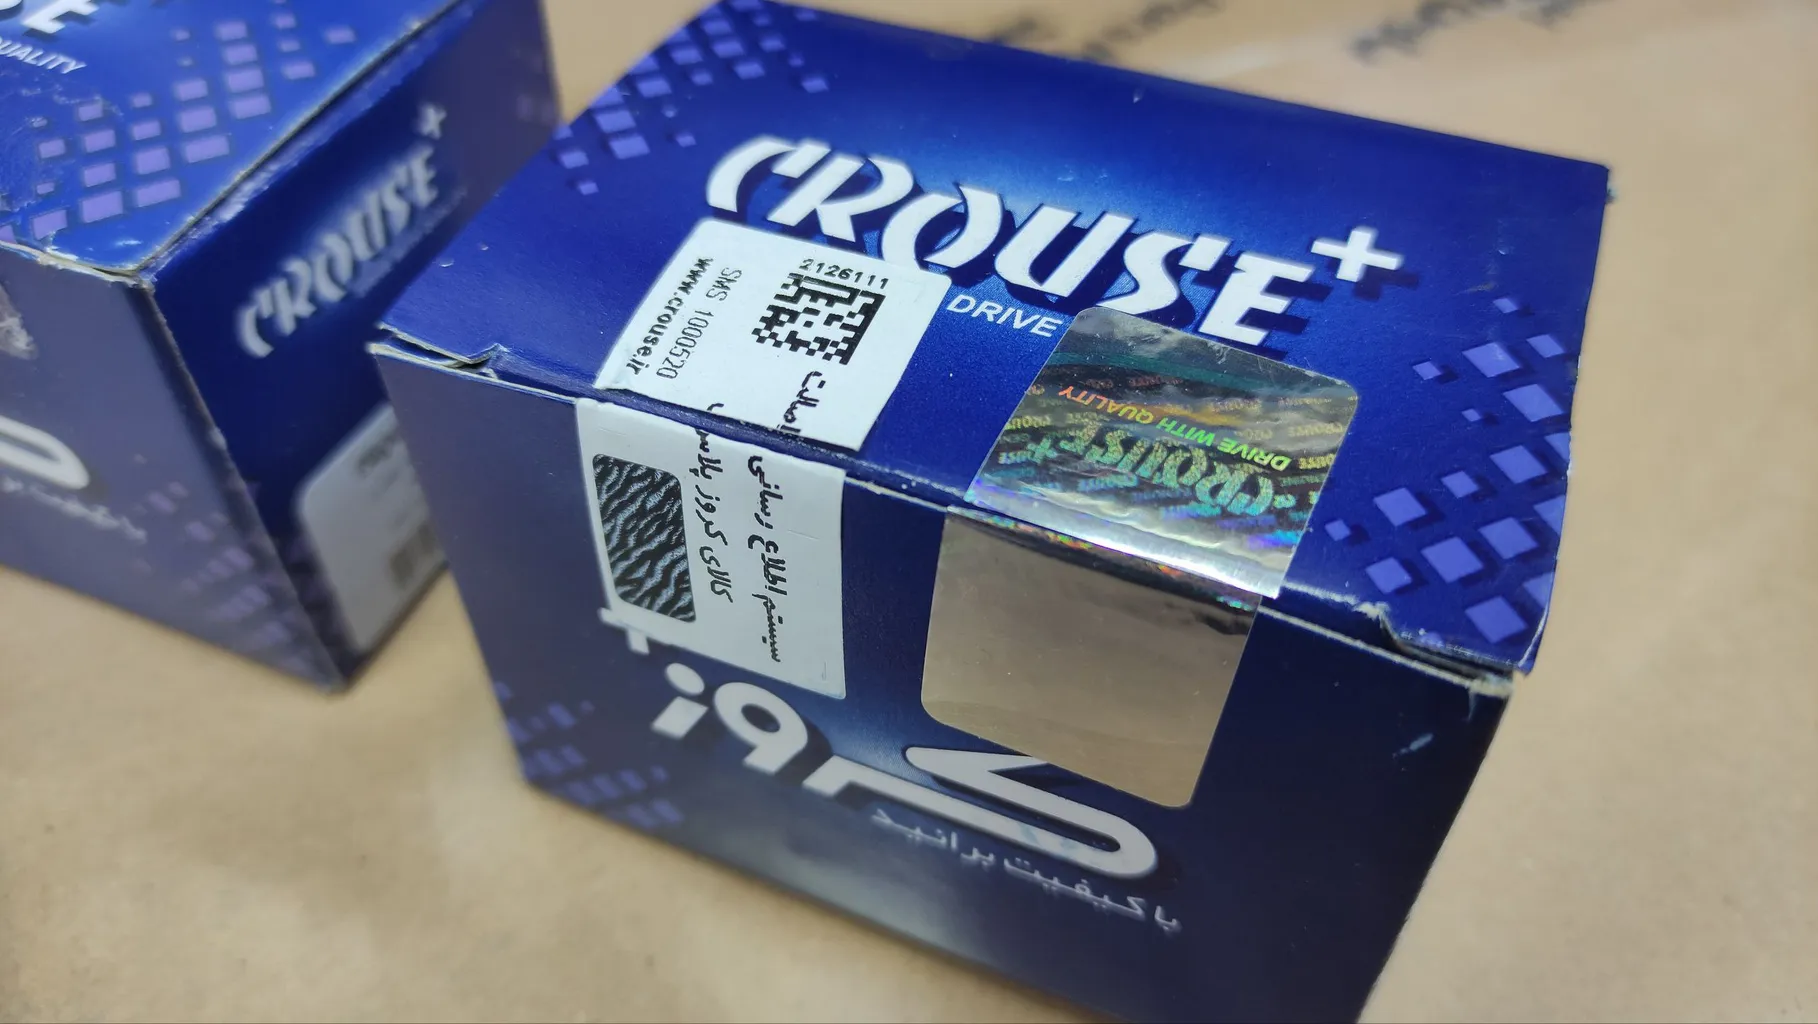 CROUSE+
DRIVE
2126111
SMS 1000520
www.crouse.ir
سیستم اطلاع رسانی اصالت
کالای کروز پلاس
DRIVE WITH QUALITY
CROUSE+
کروز+
با کیفیت برانید
QUALITY
CROUSE+